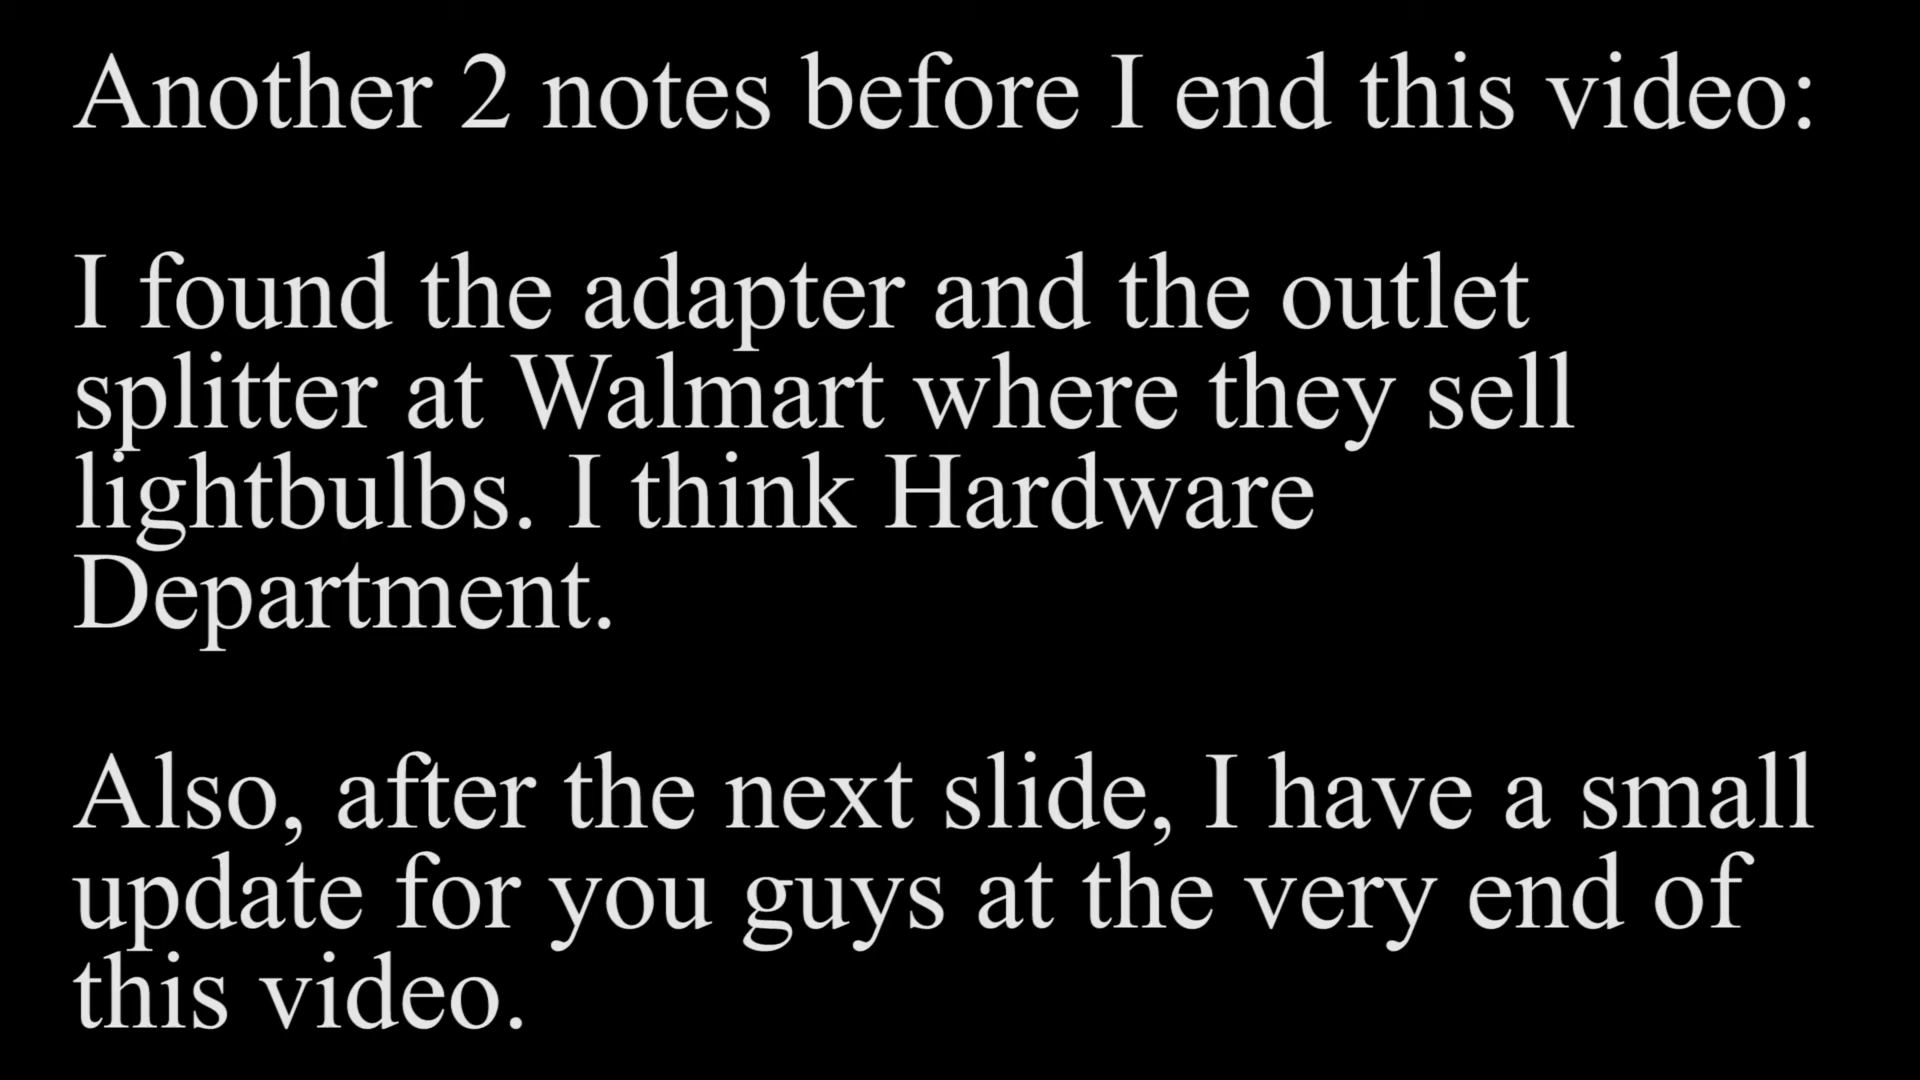 Another 2 notes before I end this video:
I found the adapter and the outlet
splitter at Walmart where they sell
lightbulbs. I think Hardware
Department.
Also, after the next slide, I have a small
update for you guys at the very end of
this video.